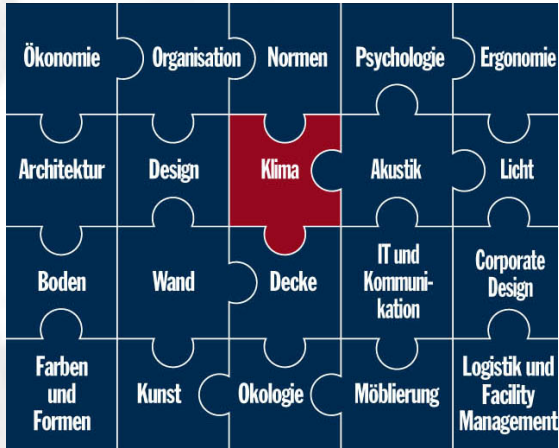 Ökonomie
Organisation
Normen
Psychologie
Ergonomie
Architektur
Design
Klima
Akustik
Licht
Boden
Wand
Decke
IT und
Kommuni-
kation
Corporate
Design
Farben
und
Formen
Kunst
Okologie
Möblierung
Logistik und
Facility
Management